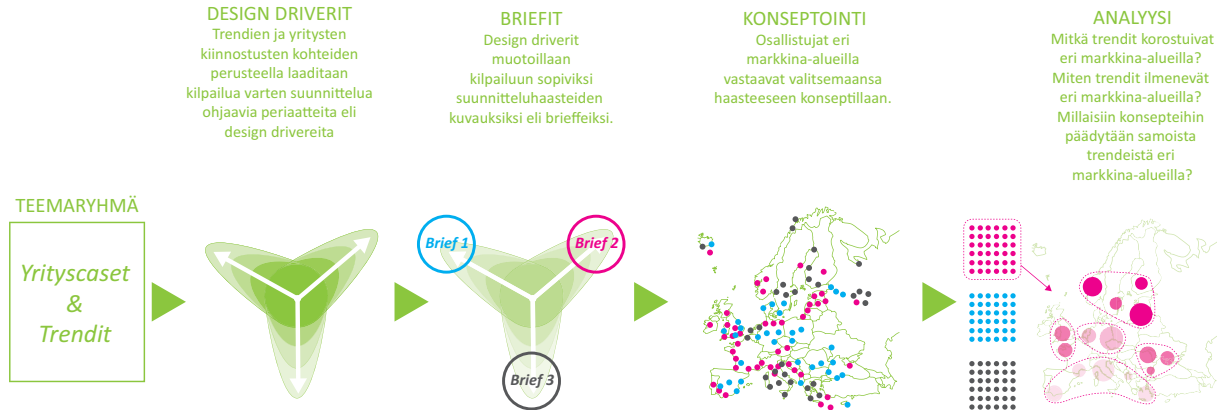 DESIGN DRIVERIT
Trendien ja yritysten
kiinnostusten kohteiden
perusteella laaditaan
kilpailua varten suunnittelua
ohjaavia periaatteita eli
design drivereita
BRIEFIT
Design driverit
muotoillaan
kilpailuun sopiviksi
suunnitteluhaasteiden
kuvauksiksi eli brieffeiksi.
KONSEPTOINTI
Osallistujat eri
markkina-alueilla
vastaavat valitsemaansa
haasteeseen konseptillaan.
ANALYYSI
Mitkä trendit korostuivat
eri markkina-alueilla?
Miten trendit ilmenevät
eri markkina-alueilla?
Millaisiin konsepteihin
päädytään samoista
trendeistä eri
markkina-alueilla?
TEEMARYHMÄ
Yrityscaset
&
Trendit
Brief 1
Brief 2
Brief 3